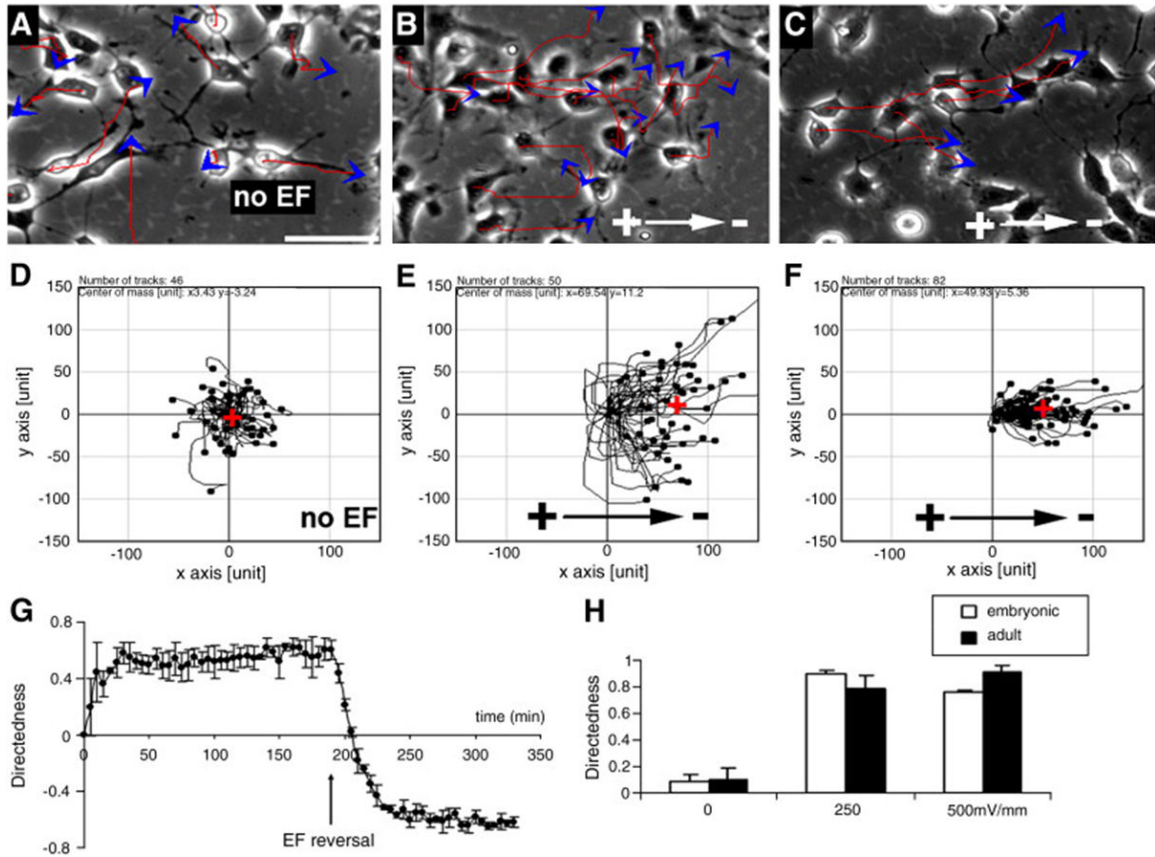 A
no EF
B
+ -
C
+ -
D
Number of tracks: 46
Center of mass [unit]: x3.43 y=-3.24
150
100
50
0
-50
-100
-150
y axis [unit]
no EF
-100 0 100
x axis [unit]
E
Number of tracks: 50
Center of mass [unit]: x=69.54 y=11.2
150
100
50
0
-50
-100
-150
y axis [unit]
+ -
-100 0 100
x axis [unit]
F
Number of tracks: 82
Center of mass [unit]: x=49.93 y=5.36
150
100
50
0
-50
-100
-150
y axis [unit]
+ -
-100 0 100
x axis [unit]
G
0.8
0.4
0
-0.4
-0.8
Directedness
time (min)
0 50 100 150 200 250 300 350
EF reversal
H
embryonic
adult
1
0.8
0.6
0.4
0.2
0
Directedness
0 250 500mV/mm